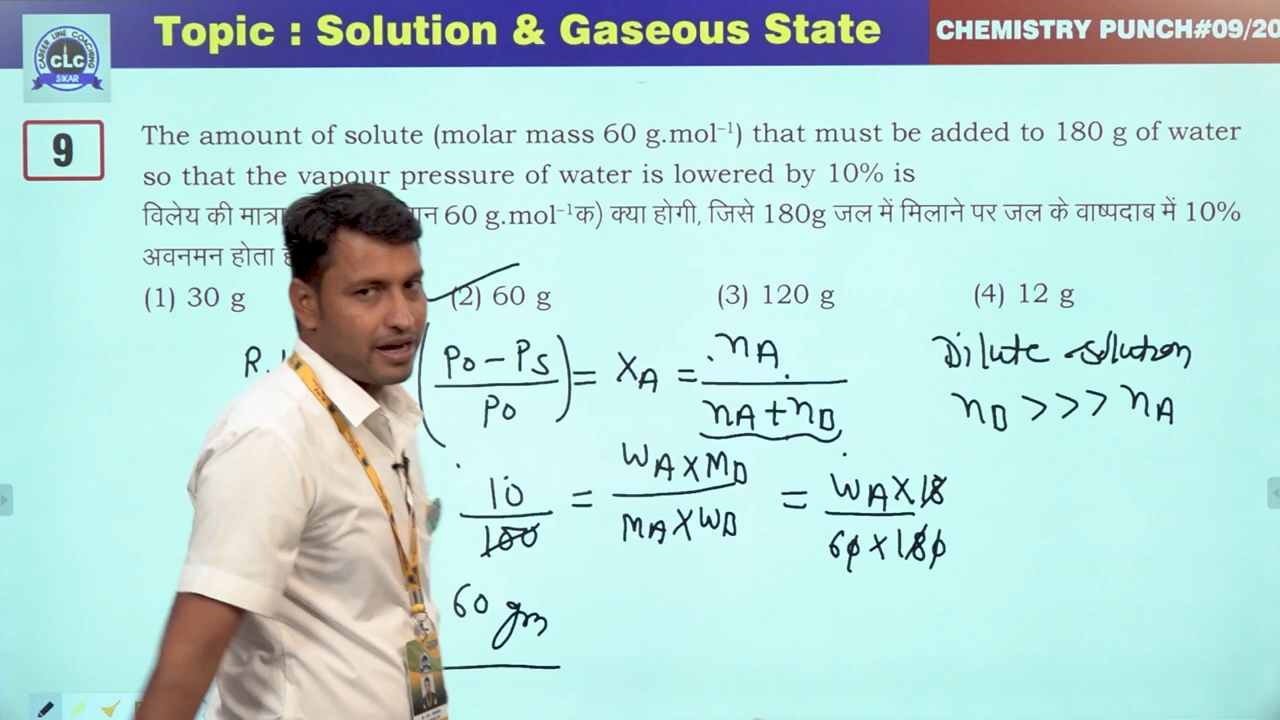 Topic : Solution & Gaseous State
CHEMISTRY PUNCH#09/20
CAREER LINE COACHING
CLC
SIKAR
9
The amount of solute (molar mass 60 g.mol⁻¹) that must be added to 180 g of water
so that the vapour pressure of water is lowered by 10% is
विलेय की मात्रा 60 g.mol⁻¹क) क्या होगी, जिसे 180g जल में मिलाने पर जल के वाष्पदाब में 10%
अवनमन होता
(1) 30 g (2) 60 g (3) 120 g (4) 12 g
R. (Po - Ps / Po) = XA = nA / nA + nB
Dilute solution
nB >>> nA
10 / 100 = WA X MB / MA X WB = WA X 18 / 60 X 180
60 gm